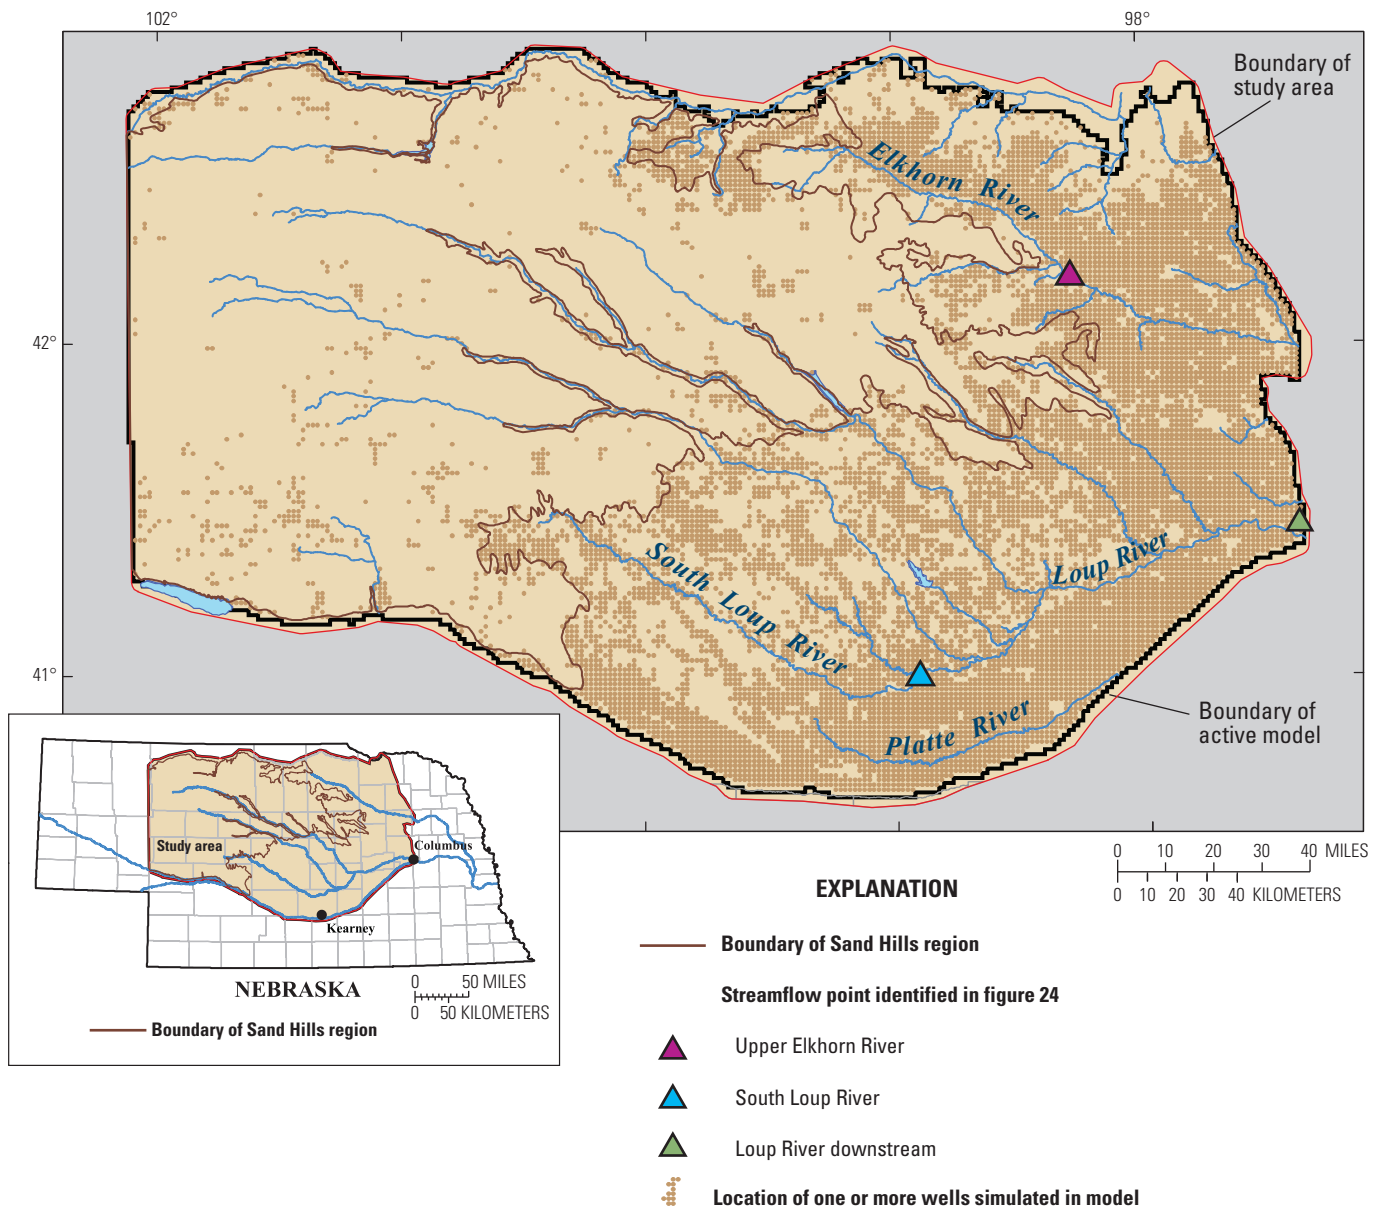 102°
98°
Boundary of
study area
Elkhorn River
42°
South Loup River
Loup River
41°
Platte River
Boundary of
active model
Study area
Columbus
Kearney
NEBRASKA
0 50 MILES
0 50 KILOMETERS
Boundary of Sand Hills region
0 10 20 30 40 MILES
0 10 20 30 40 KILOMETERS
EXPLANATION
Boundary of Sand Hills region
Streamflow point identified in figure 24
Upper Elkhorn River
South Loup River
Loup River downstream
Location of one or more wells simulated in model